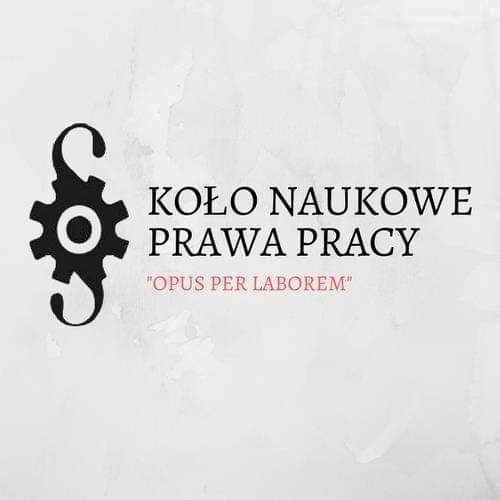 KOŁO NAUKOWE
PRAWA PRACY
"OPUS PER LABOREM"